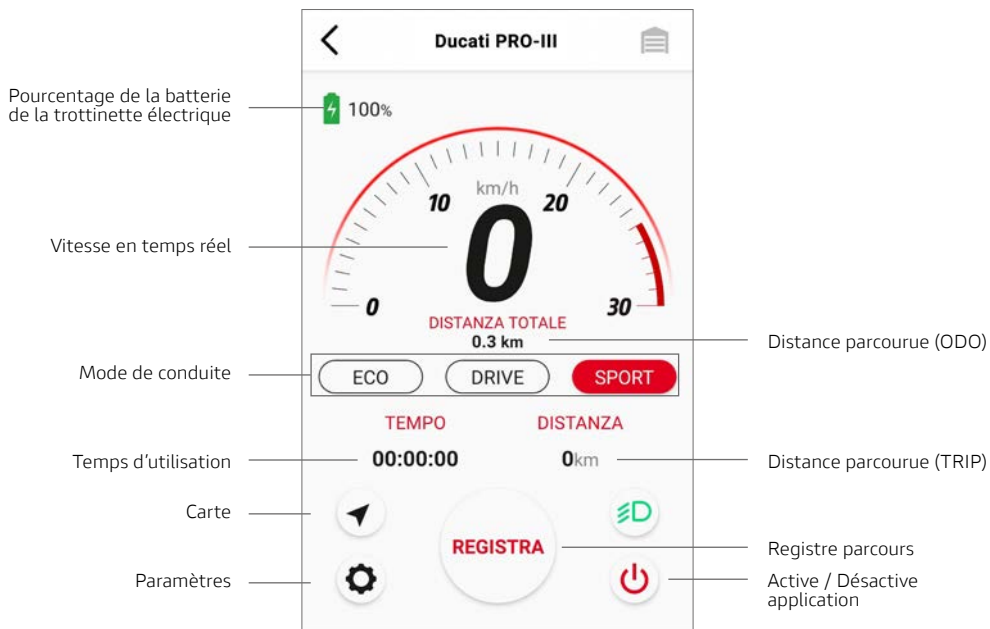 Ducati PRO-III
Pourcentage de la batterie
de la trottinette électrique
100%
km/h
10
20
Vitesse en temps réel
0
0
30
DISTANZA TOTALE
0.3 km
Distance parcourue (ODO)
Mode de conduite
ECO
DRIVE
SPORT
TEMPO
DISTANZA
Temps d'utilisation
00:00:00
0km
Distance parcourue (TRIP)
Carte
REGISTRA
Registre parcours
Paramètres
Active / Désactive
application